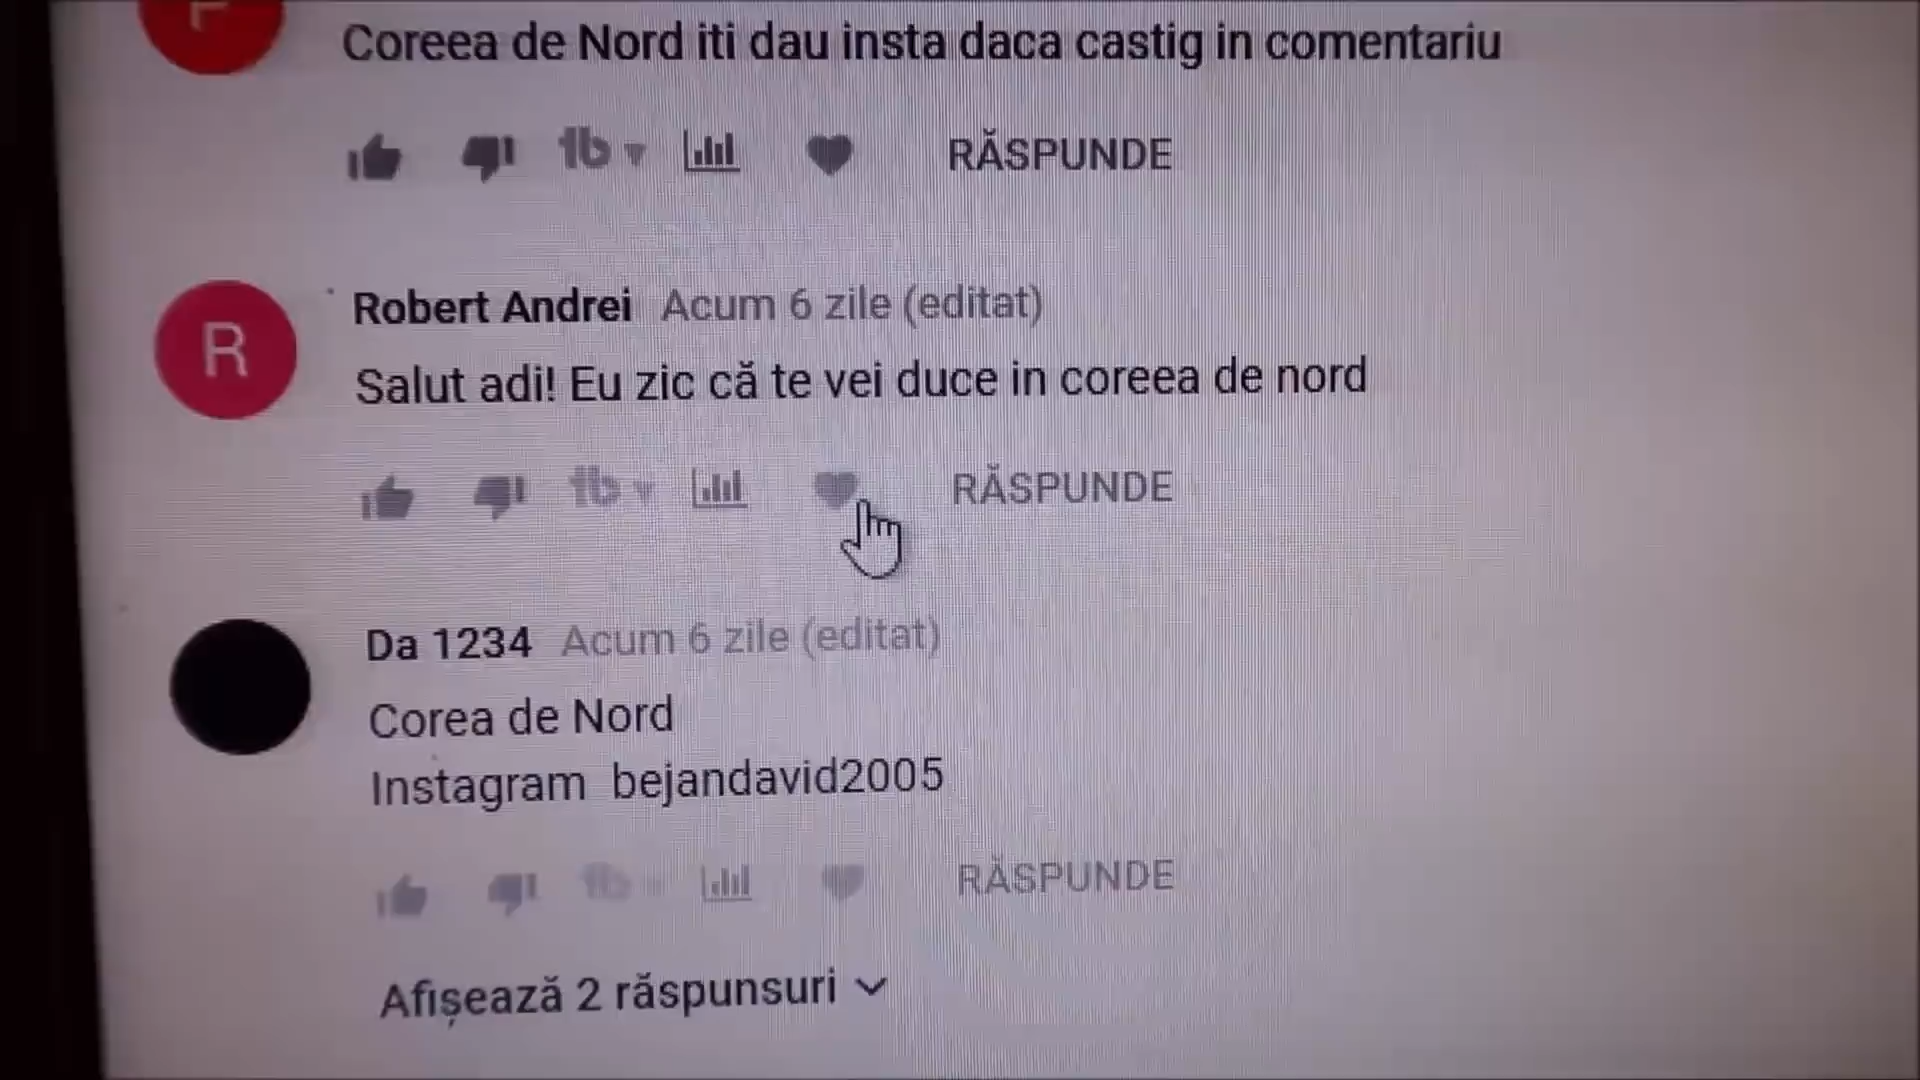 Coreea de Nord iti dau insta daca castig in comentariu
RĂSPUNDE
R
Robert Andrei Acum 6 zile (editat)
Salut adi! Eu zic că te vei duce in coreea de nord
RĂSPUNDE
Da 1234 Acum 6 zile (editat)
Corea de Nord
Instagram bejandavid2005
RĂSPUNDE
Afișează 2 răspunsuri